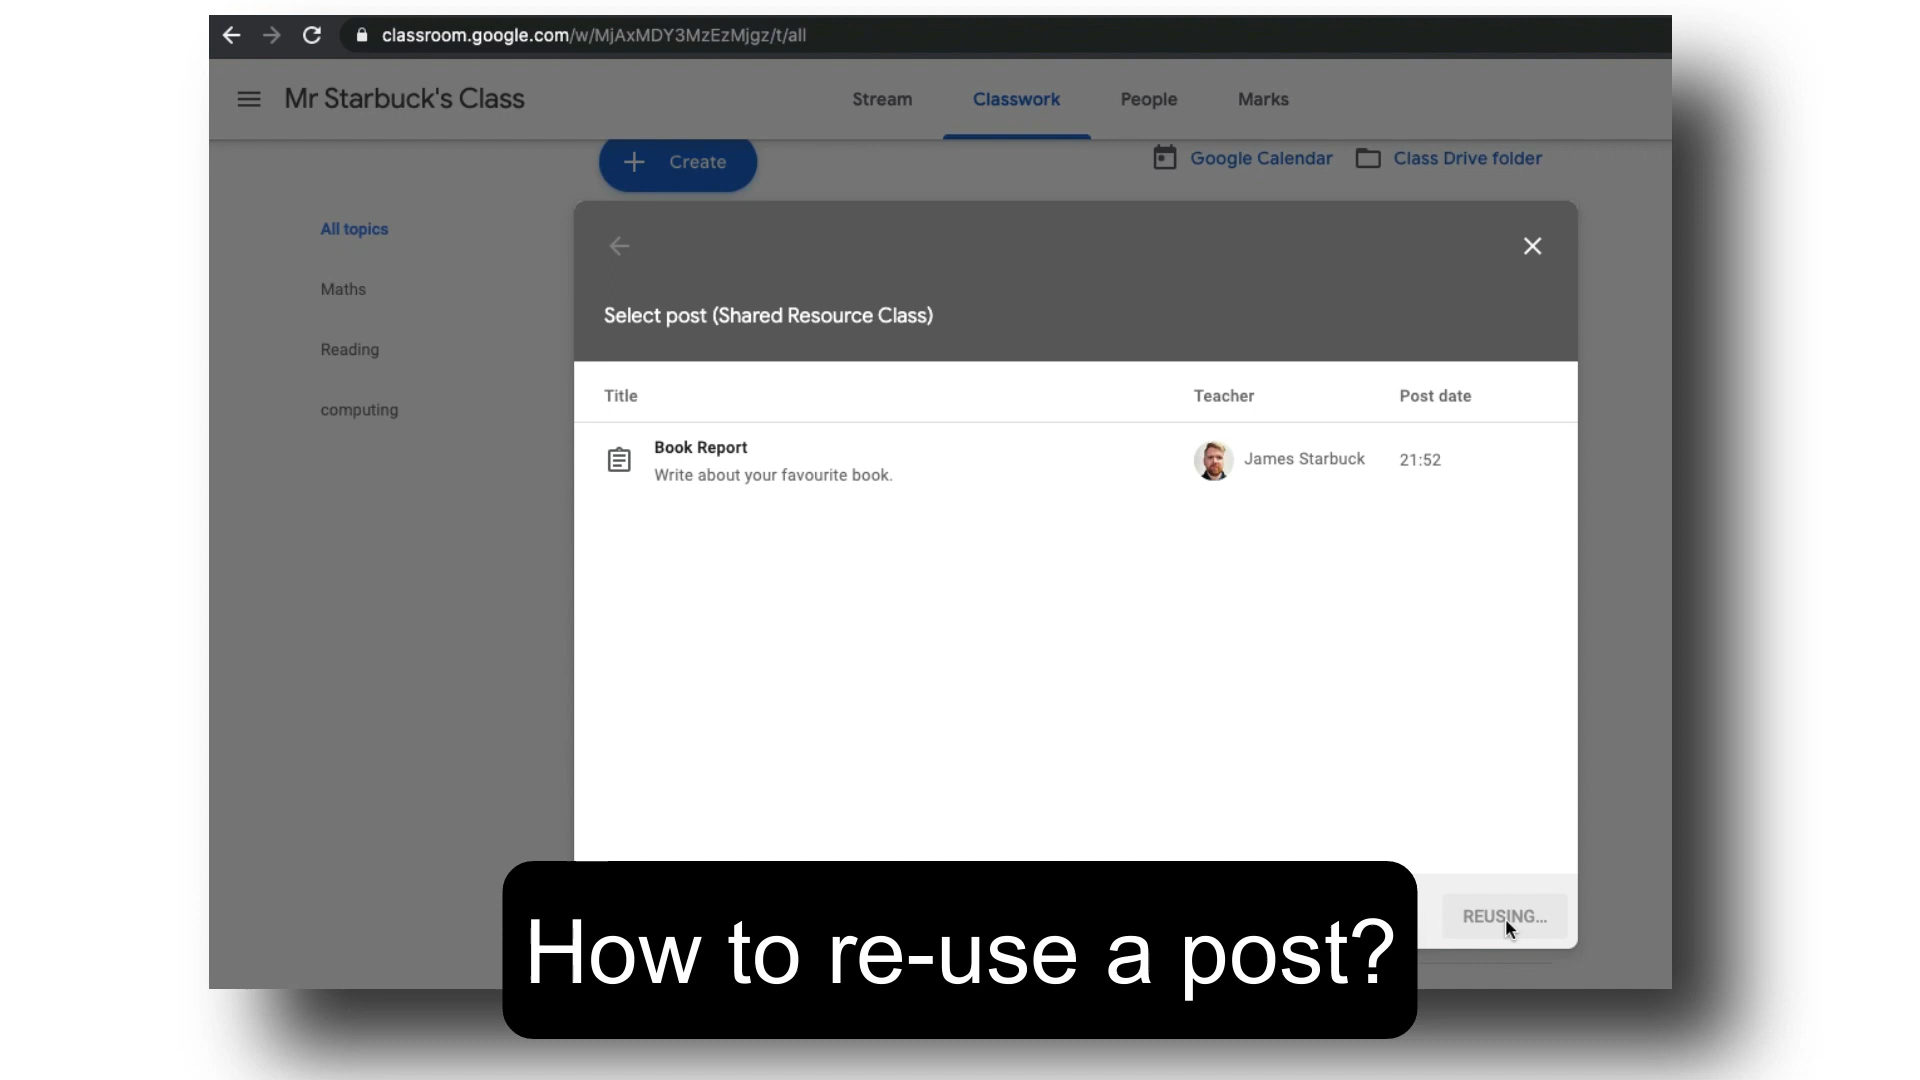 classroom.google.com/w/MjAxMDY3MzEzMjgz/t/all
Mr Starbuck's Class
Stream
Classwork
People
Marks
Create
Google Calendar
Class Drive folder
All topics
Maths
Reading
computing
Select post (Shared Resource Class)
Title
Teacher
Post date
Book Report
Write about your favourite book.
James Starbuck
21:52
REUSING...
How to re-use a post?